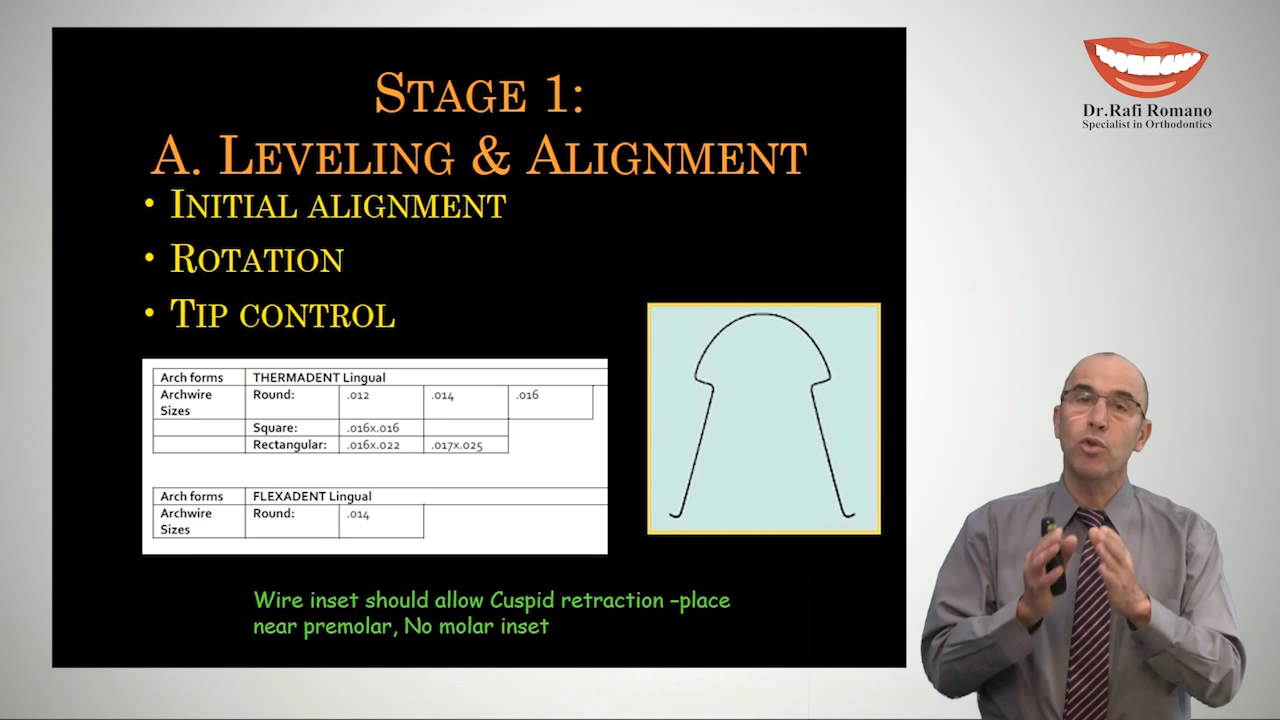 STAGE 1:
A. LEVELING & ALIGNMENT
• INITIAL ALIGNMENT
• ROTATION
• TIP CONTROL
Arch forms THERMADENT Lingual
Archwire Sizes Round: .012 .014 .016
Square: .016x.016
Rectangular: .016x.022 .017x.025
Arch forms FLEXADENT Lingual
Archwire Sizes Round: .014
Wire inset should allow Cuspid retraction –place
near premolar, No molar inset
Dr.Rafi Romano
Specialist in Orthodontics